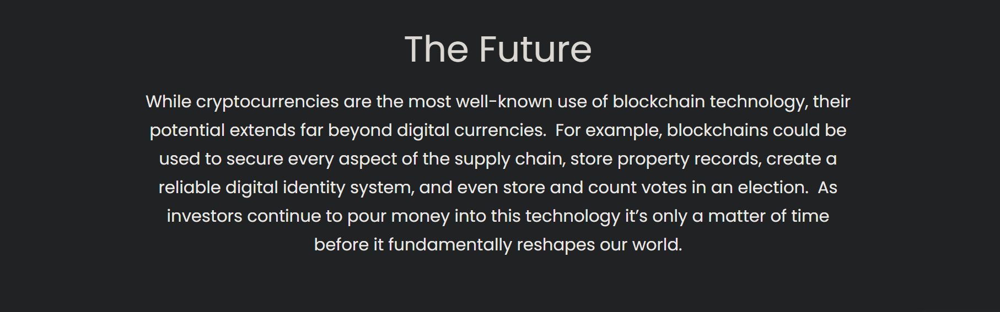 The Future
While cryptocurrencies are the most well-known use of blockchain technology, their
potential extends far beyond digital currencies.  For example, blockchains could be
used to secure every aspect of the supply chain, store property records, create a
reliable digital identity system, and even store and count votes in an election.  As
investors continue to pour money into this technology it’s only a matter of time
before it fundamentally reshapes our world.